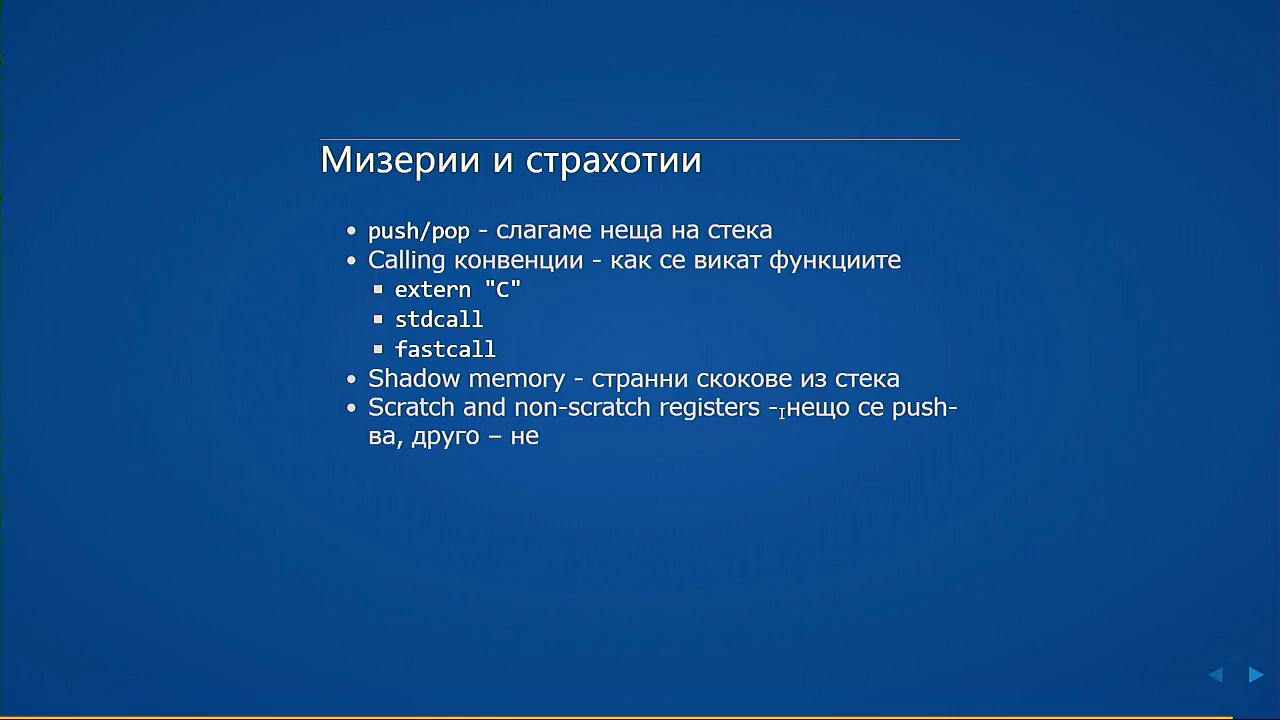 Мизерии и страхотии
• push/pop - слагаме неща на стека
• Calling конвенции - как се викат функциите
▪ extern "C"
▪ stdcall
▪ fastcall
• Shadow memory - странни скокове из стека
• Scratch and non-scratch registers - нещо се push-
ва, друго – не